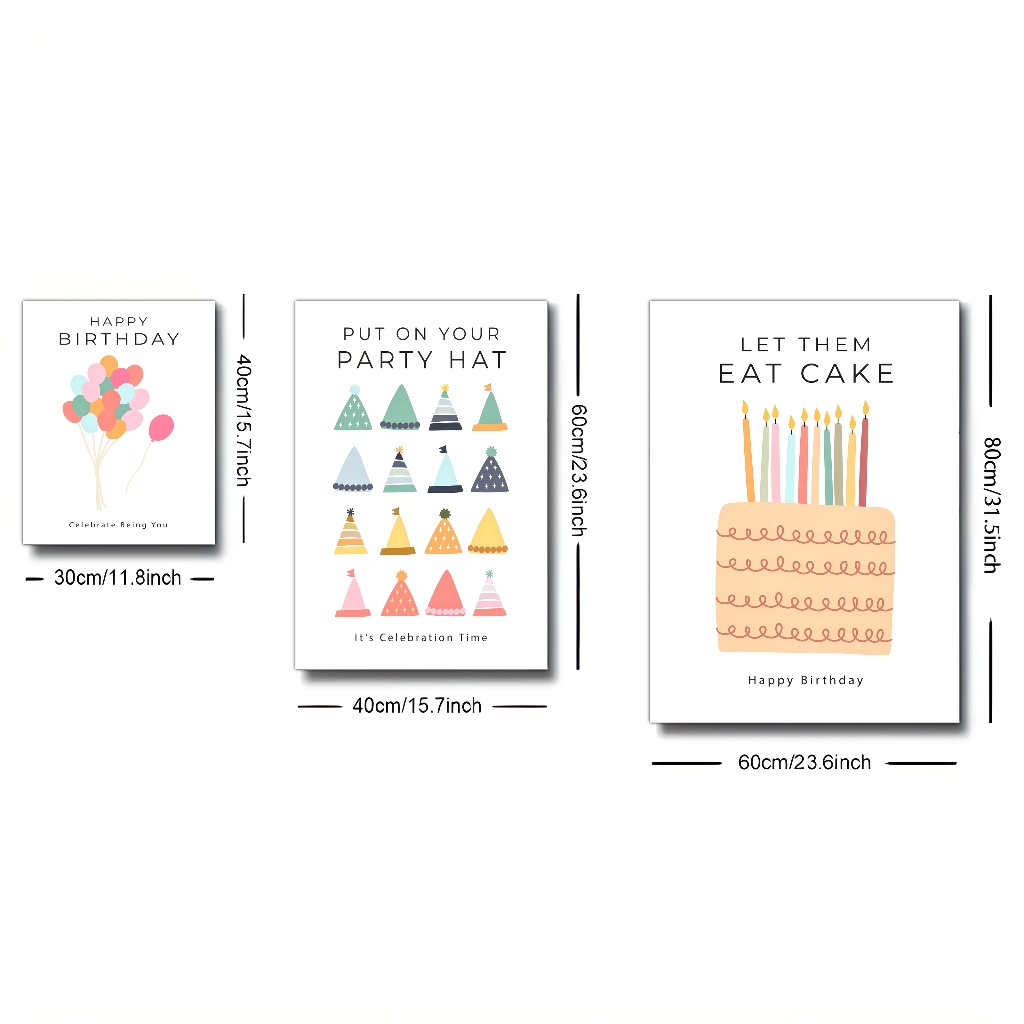 HAPPY
BIRTHDAY
Celebrate Being You
40cm/15.7inch
30cm/11.8inch
PUT ON YOUR
PARTY HAT
It's Celebration Time
60cm/23.6inch
40cm/15.7inch
LET THEM
EAT CAKE
Happy Birthday
80cm/31.5inch
60cm/23.6inch